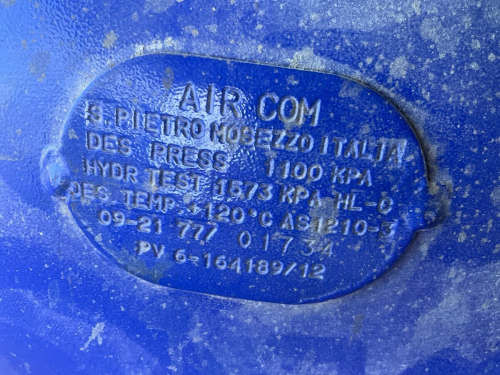 AIR COM
S. PIETRO MOSEZZO ITALIA
DES PRESS 1100 KPA
HYDR TEST 1573 KPA HL-C
DES TEMP +120°C AS1210-3
09-21 777 01734
PV 6-164189/12